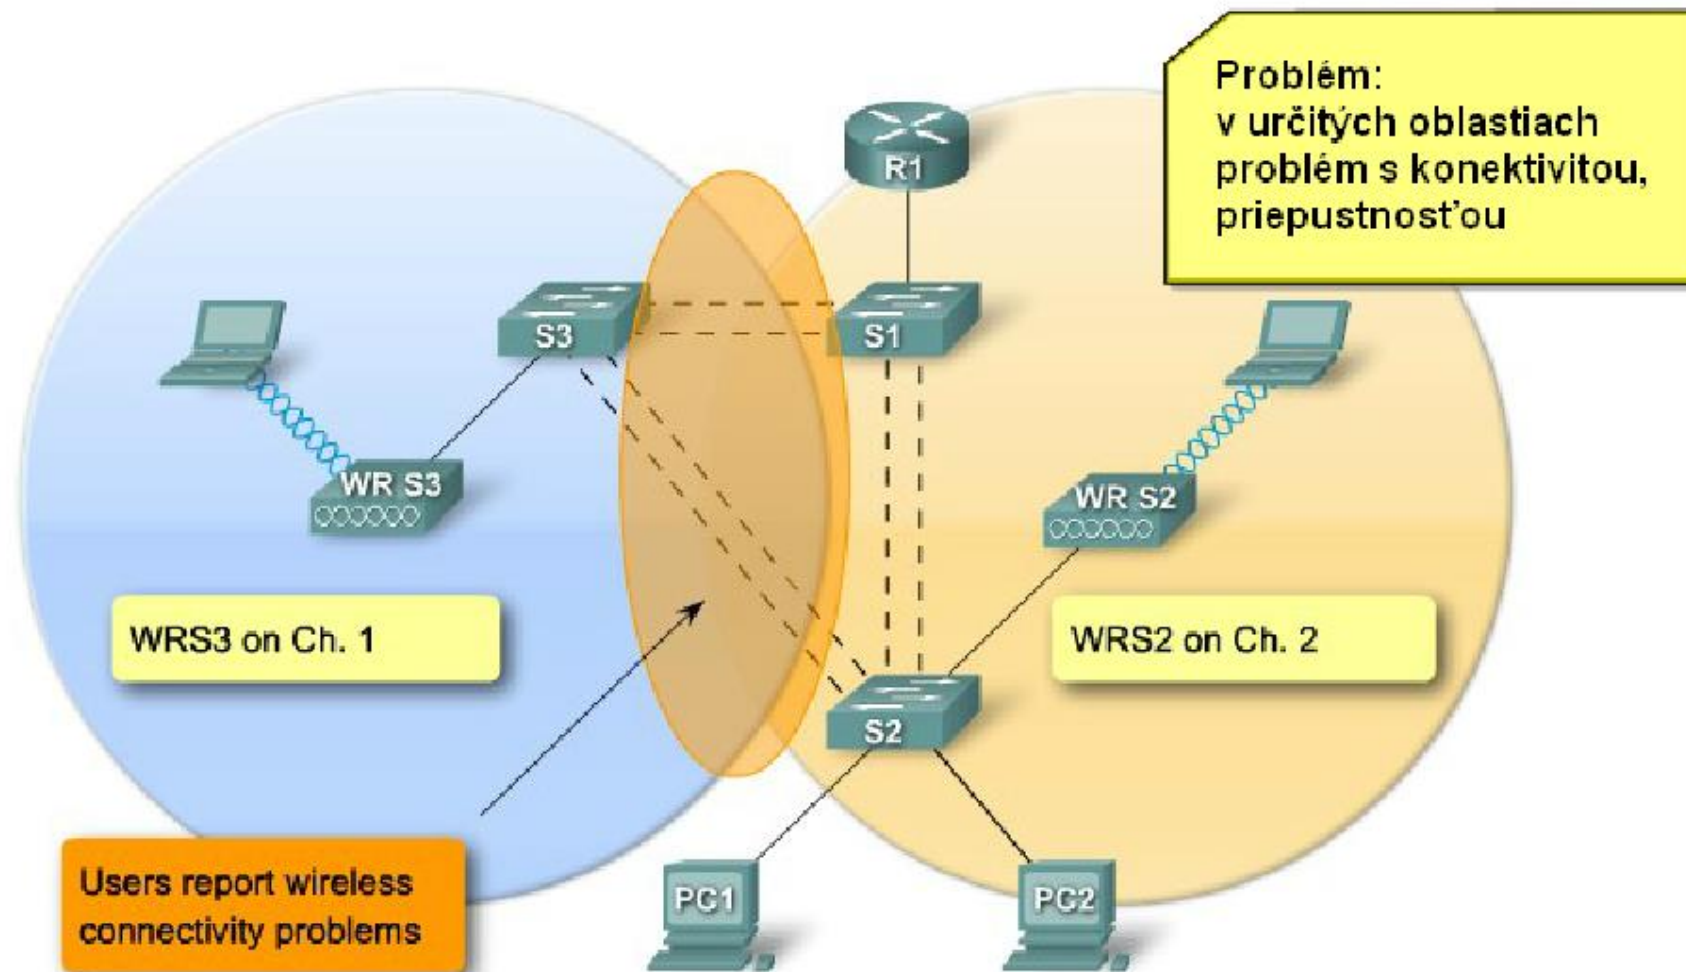 Problém:
v určitých oblastiach
problém s konektivitou,
priepustnosťou
R1
S3
S1
WR S3
WR S2
WRS3 on Ch. 1
WRS2 on Ch. 2
S2
Users report wireless
connectivity problems
PC1
PC2